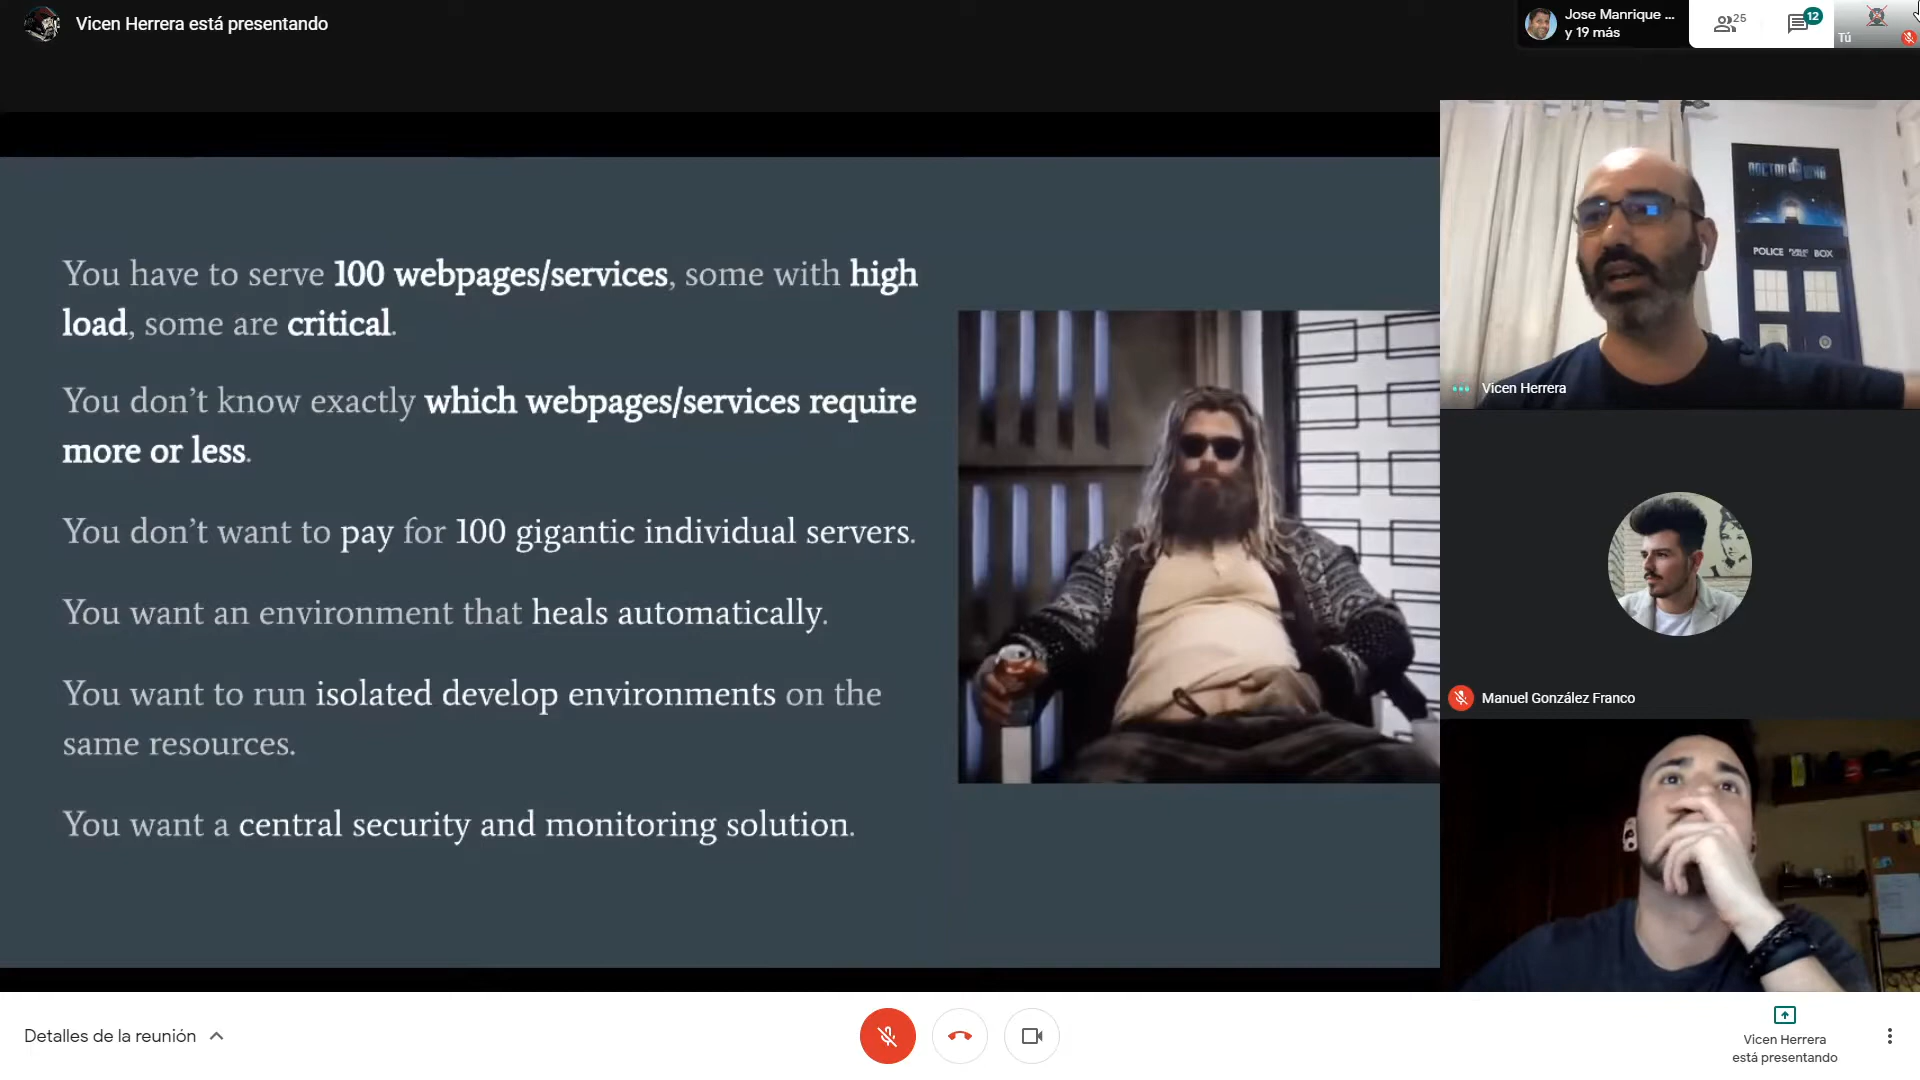 Vicen Herrera está presentando
Jose Manrique ...
y 19 más
25
12
Tú
You have to serve 100 webpages/services, some with high
load, some are critical.
You don’t know exactly which webpages/services require
more or less.
You don’t want to pay for 100 gigantic individual servers.
You want an environment that heals automatically.
You want to run isolated develop environments on the
same resources.
You want a central security and monitoring solution.
DOCTOR WHO
POLICE PUBLIC CALL BOX
Vicen Herrera
Manuel González Franco
Detalles de la reunión
Vicen Herrera
está presentando